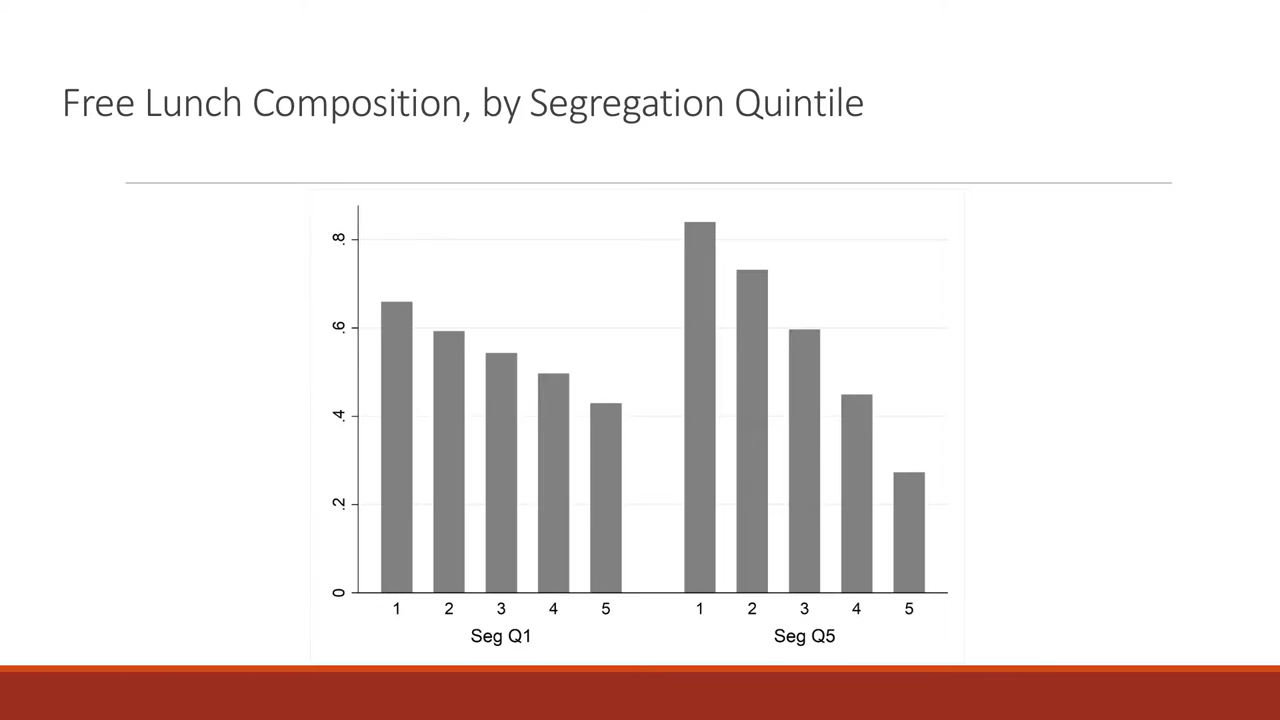 Free Lunch Composition, by Segregation Quintile
.8
.6
.4
.2
0
1 2 3 4 5 1 2 3 4 5
Seg Q1 Seg Q5